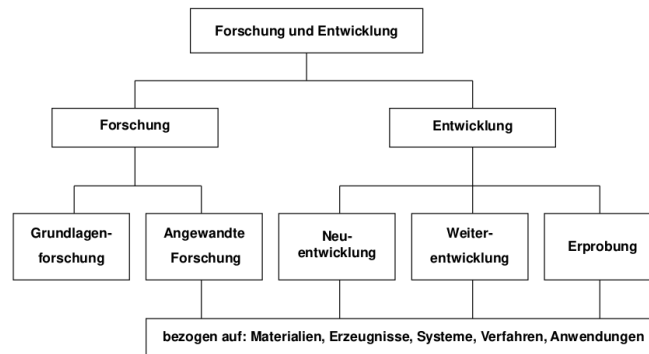 Forschung und Entwicklung
Forschung
Entwicklung
Grundlagen-
forschung
Angewandte
Forschung
Neu-
entwicklung
Weiter-
entwicklung
Erprobung
bezogen auf: Materialien, Erzeugnisse, Systeme, Verfahren, Anwendungen